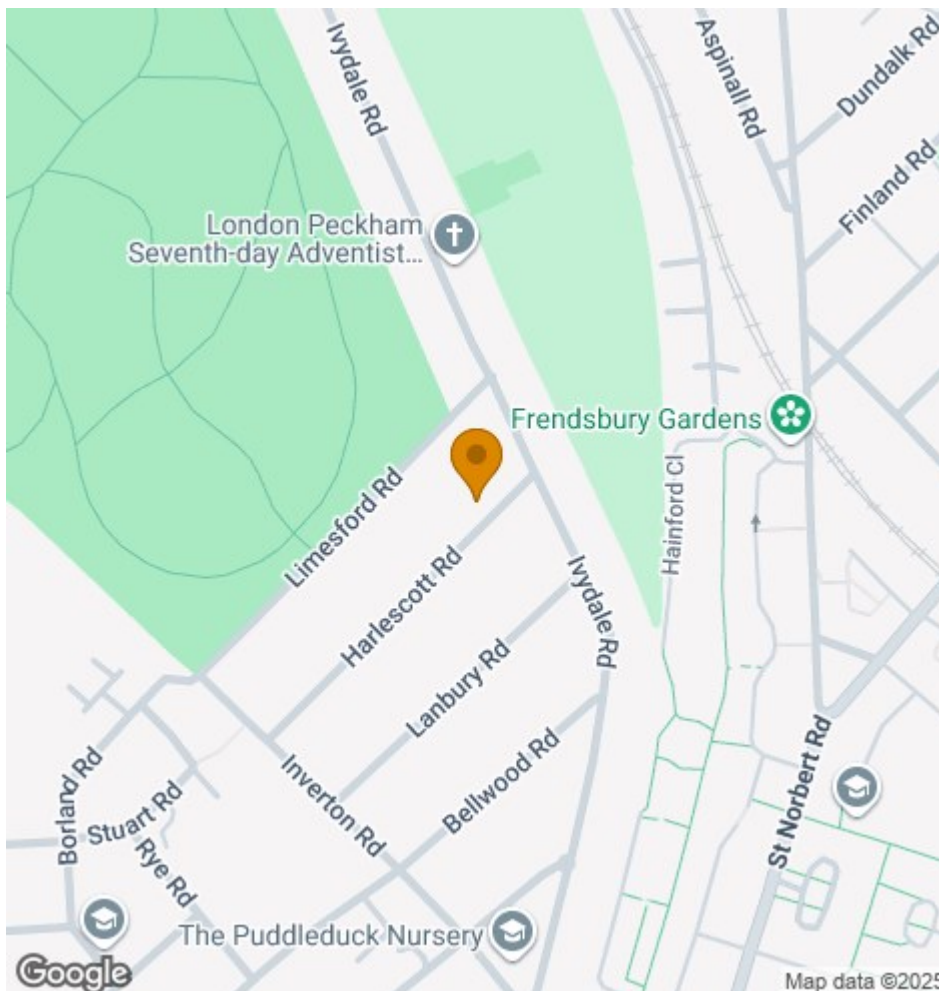 Ivydale Rd
Aspinall Rd
Dundalk Rd
Finland Rd
London Peckham
Seventh-day Adventist...
Frendsbury Gardens
Limesford Rd
Hainford Cl
Harlescott Rd
Ivydale Rd
Lanbury Rd
Bellwood Rd
Inverton Rd
Borland Rd
Stuart Rd
Rye Rd
St Norbert Rd
The Puddleduck Nursery
Google
Map data ©2025